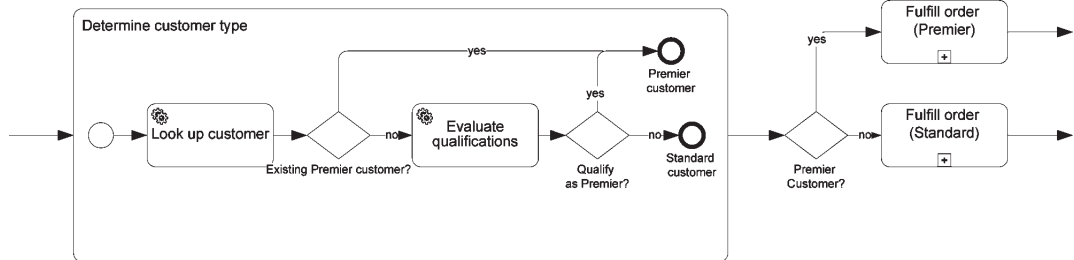 Determine customer type
Look up customer
Existing Premier customer?
yes
no
Evaluate
qualifications
yes
Qualify
as Premier?
no
Premier
customer
Standard
customer
Premier
Customer?
yes
no
Fulfill order
(Premier)
Fulfill order
(Standard)